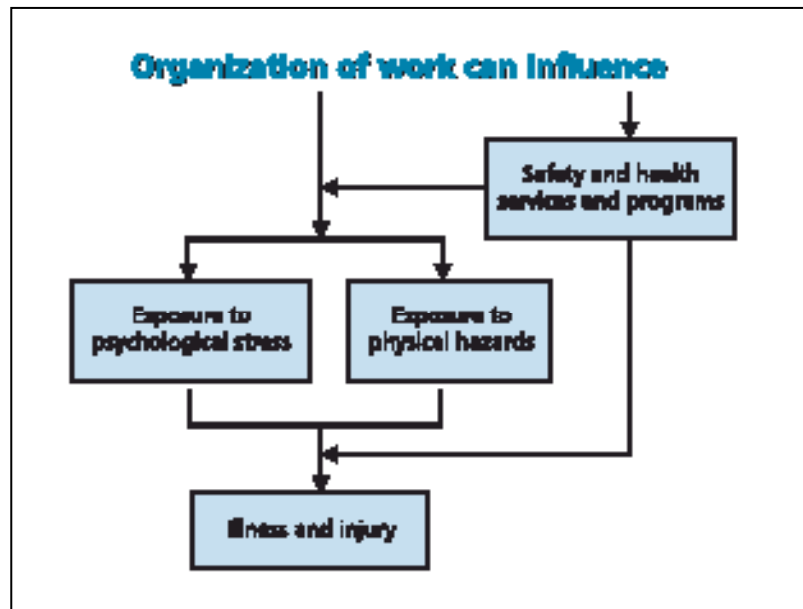 Organization of work can influence
Safety and health
services and programs
Exposure to
psychological stress
Exposure to
physical hazards
Illness and injury